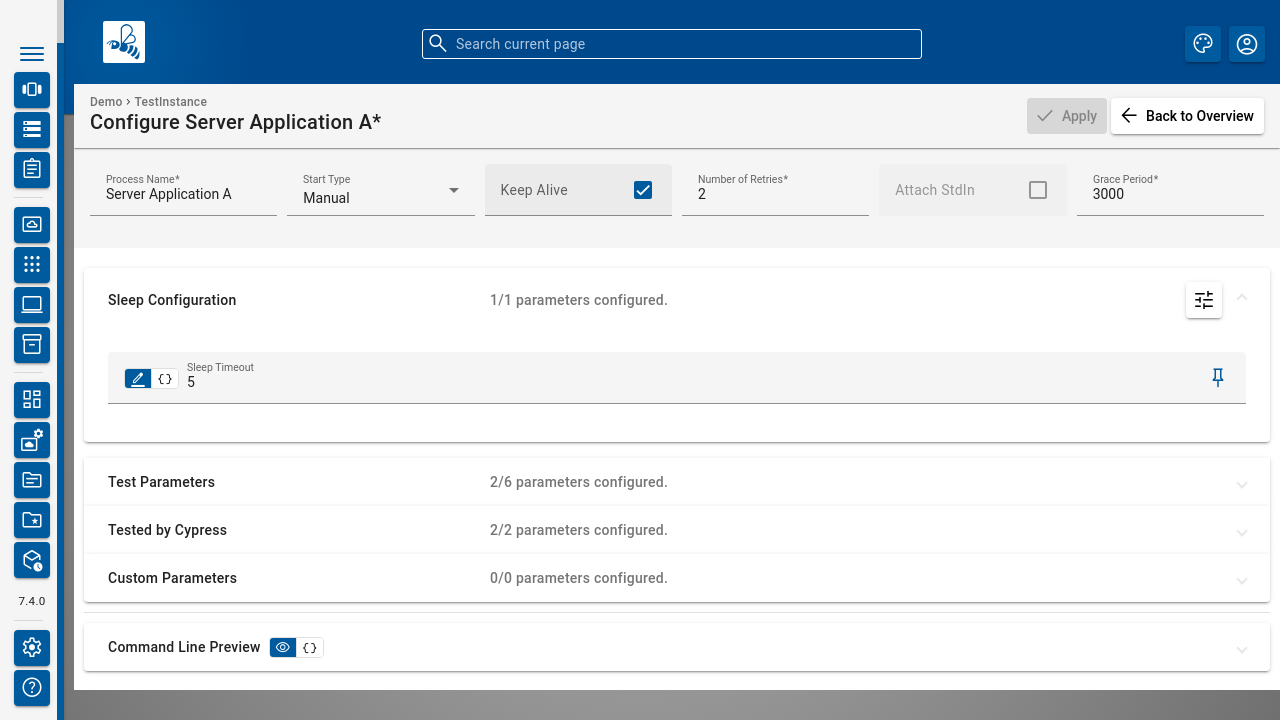 Search current page
Demo › TestInstance
Configure Server Application A*
Apply
Back to Overview
Process Name*
Server Application A
Start Type
Manual
Keep Alive
Number of Retries*
2
Attach StdIn
Grace Period*
3000
Sleep Configuration
1/1 parameters configured.
Sleep Timeout
{} 5
Test Parameters
2/6 parameters configured.
Tested by Cypress
2/2 parameters configured.
Custom Parameters
0/0 parameters configured.
Command Line Preview
{}
7.4.0